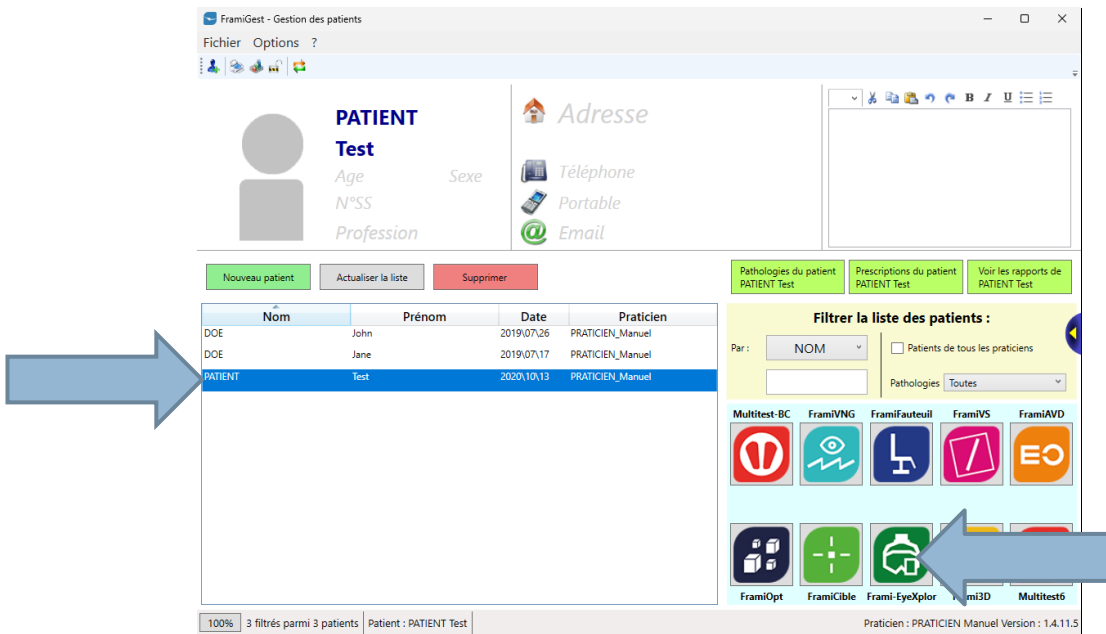 FramiGest - Gestion des patients
Fichier Options ?
PATIENT
Test
Age Sexe
N°SS
Profession
Adresse
Téléphone
Portable
Email
B I U
Nouveau patient
Actualiser la liste
Supprimer
Pathologies du patient
PATIENT Test
Prescriptions du patient
PATIENT Test
Voir les rapports de
PATIENT Test
Nom Prénom Date Praticien
DOE John 2019\07\26 PRATICIEN_Manuel
DOE Jane 2019\07\17 PRATICIEN_Manuel
PATIENT Test 2020\10\13 PRATICIEN_Manuel
Filtrer la liste des patients :
Par : NOM
Patients de tous les praticiens
Pathologies Toutes
Multitest-BC FramiVNG FramiFauteuil FramiVS FramiAVD
FramiOpt FramiCible Frami-EyeXplor mi3D Multitest6
100% 3 filtrés parmi 3 patients Patient : PATIENT Test
Praticien : PRATICIEN Manuel Version : 1.4.11.5